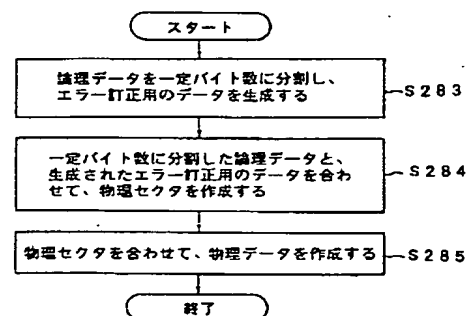 スタート
論理データを一定バイト数に分割し、
エラー訂正用のデータを生成する
S283
一定バイト数に分割した論理データと、
生成されたエラー訂正用のデータを合わ
せて、物理セクタを作成する
S284
物理セクタを合わせて、物理データを作成する
S285
終了